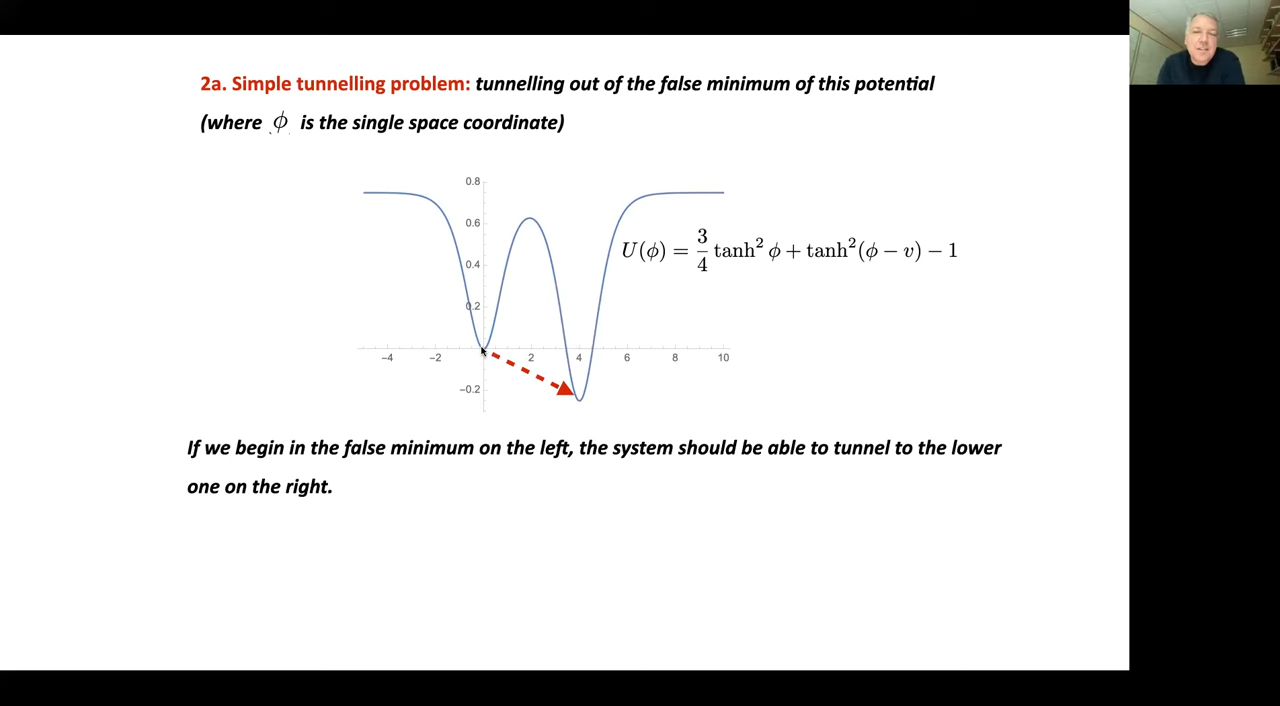 2a. Simple tunnelling problem: tunnelling out of the false minimum of this potential
(where ϕ is the single space coordinate)
0.8
0.6
0.4
0.2
-0.2
−4 −2 2 4 6 8 10
U(ϕ) = 3/4 tanh² ϕ + tanh²(ϕ − v) − 1
If we begin in the false minimum on the left, the system should be able to tunnel to the lower
one on the right.